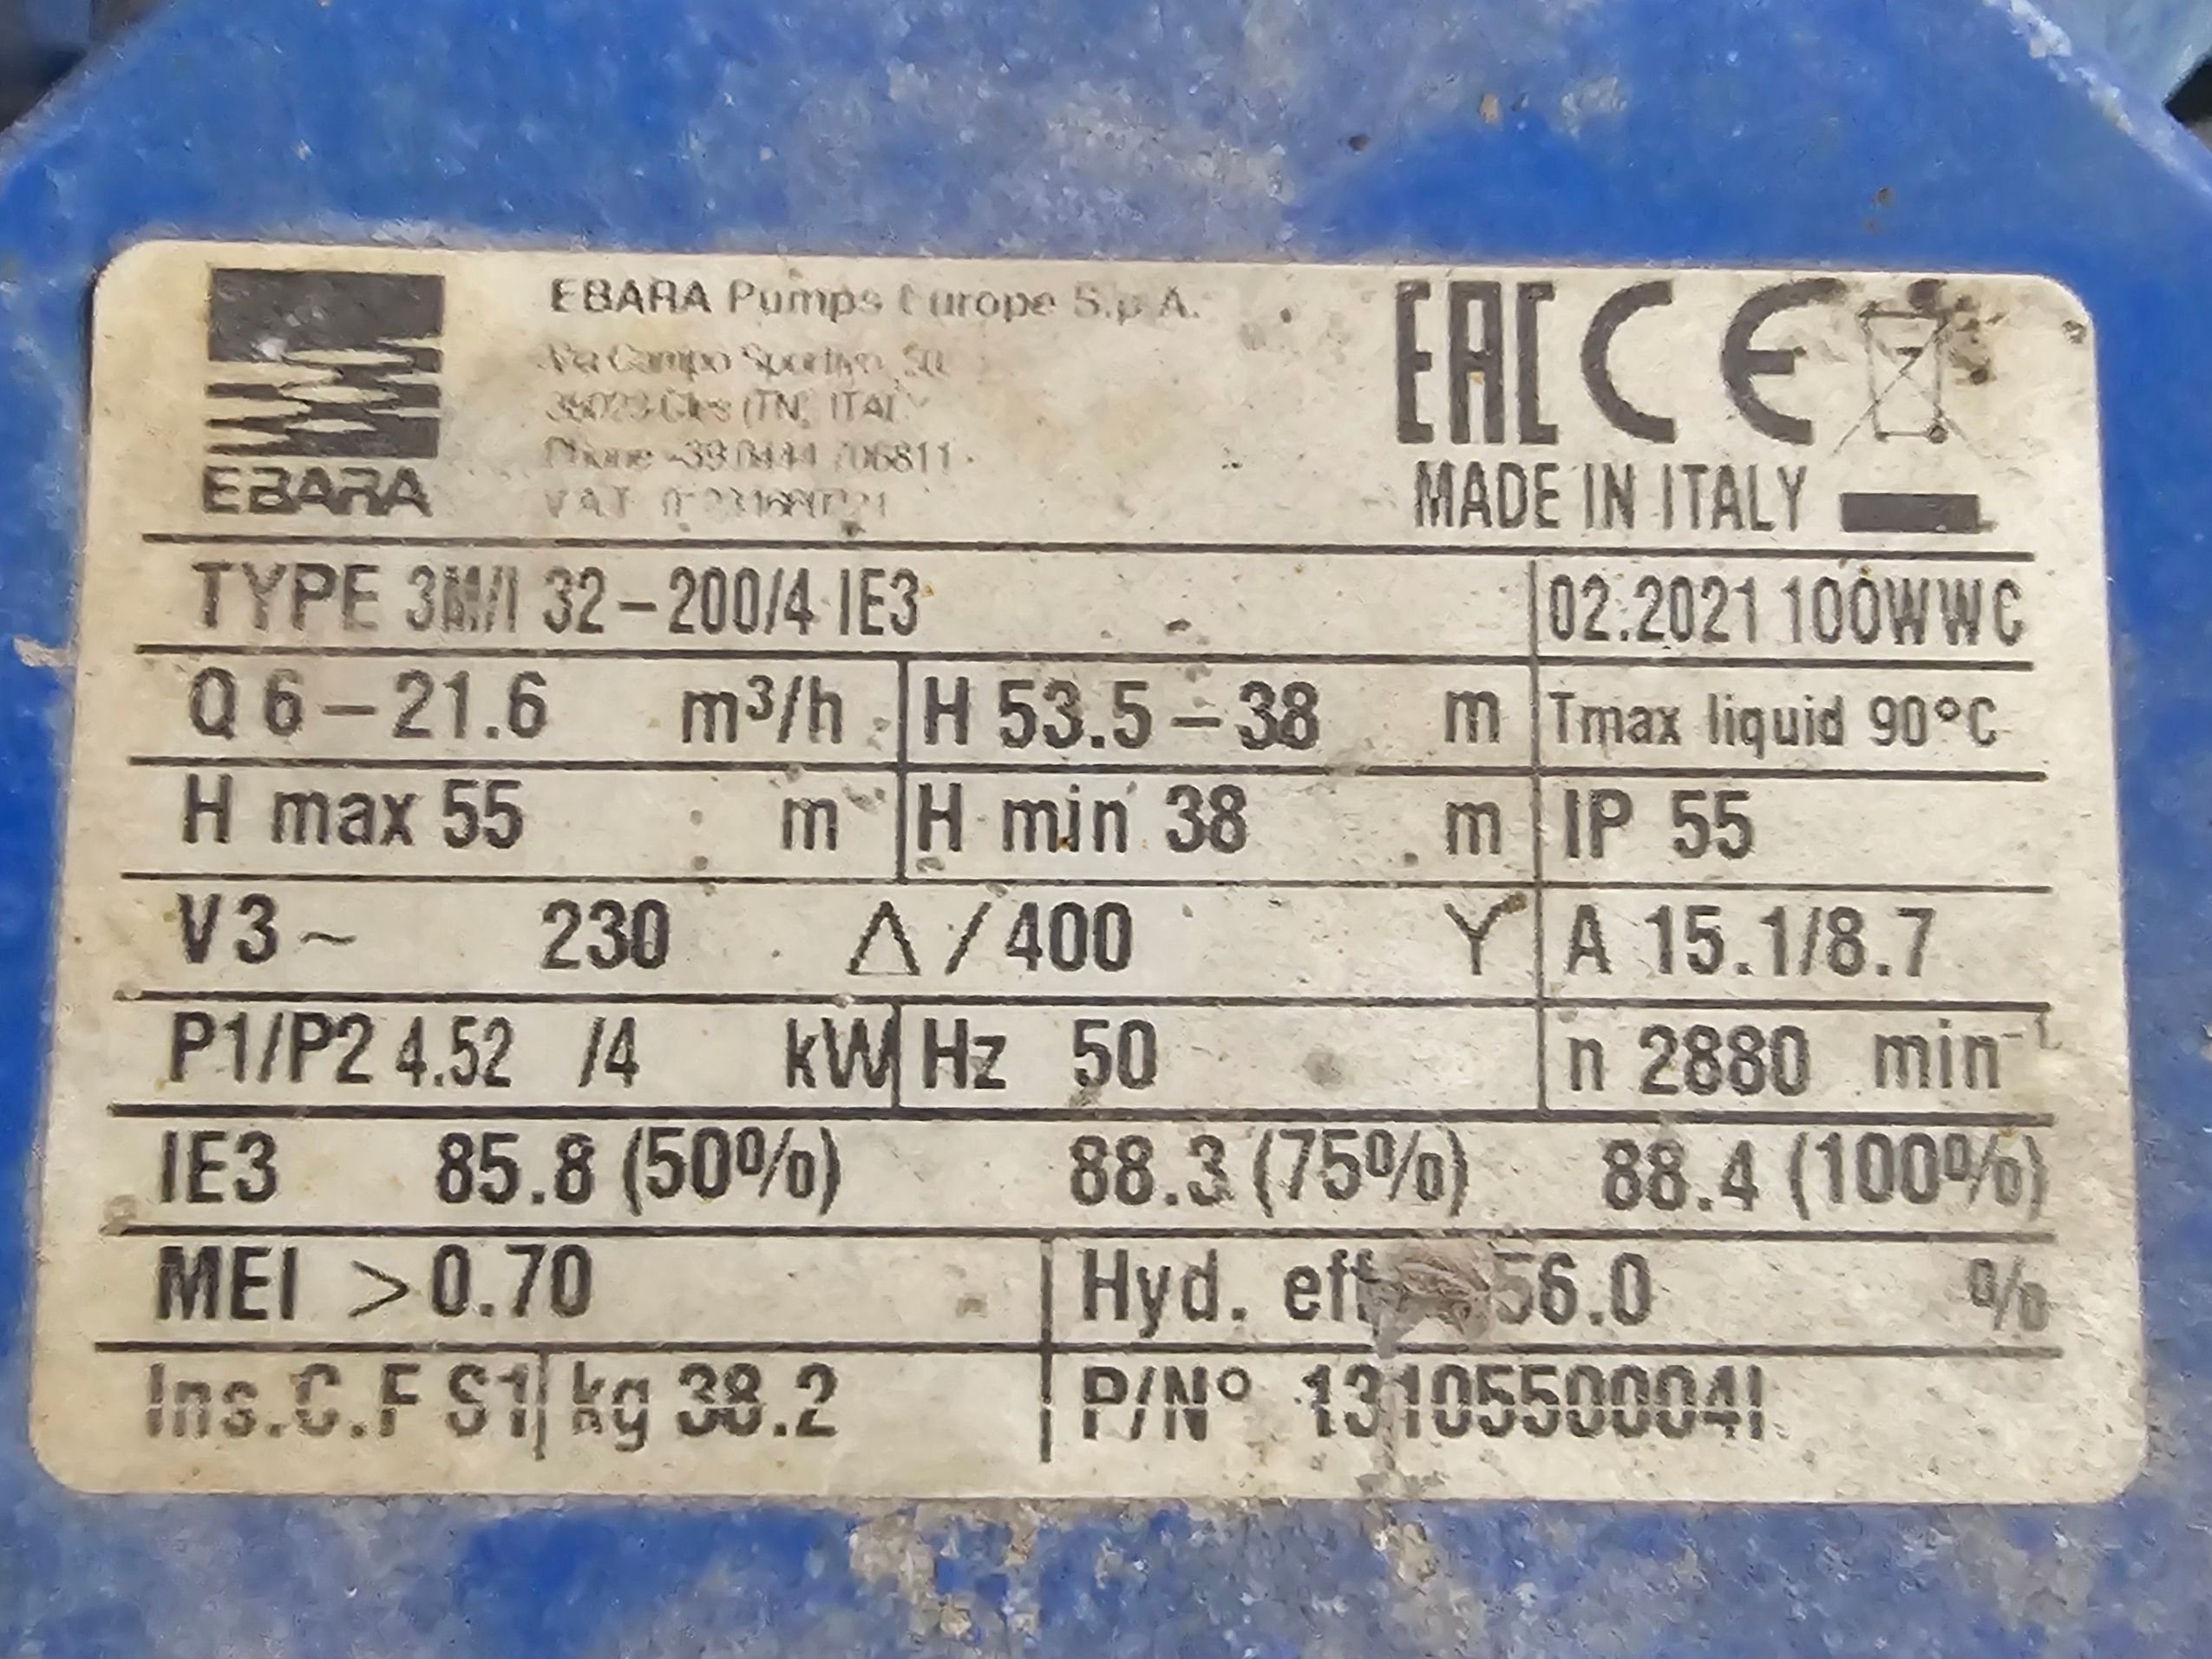 EBARA
EBARA Pumps Europe S.p.A.
Via Campo Sportivo, 30
38023 Cles (TN) ITALY
Phone +39 0444 706811
V.A.T.
EAC CE
MADE IN ITALY
TYPE 3M/I 32-200/4 IE3
02.2021 100WWC
Q 6-21.6 m³/h H 53.5-38 m Tmax liquid 90°C
H max 55 m H min 38 m IP 55
V3~ 230 Δ/400 Y A 15.1/8.7
P1/P2 4.52 /4 kW Hz 50 n 2880 min⁻¹
IE3 85.8 (50%) 88.3 (75%) 88.4 (100%)
MEI >0.70 Hyd. eff. 56.0 %
Ins.C.F S1 kg 38.2 P/N° 1310550004I